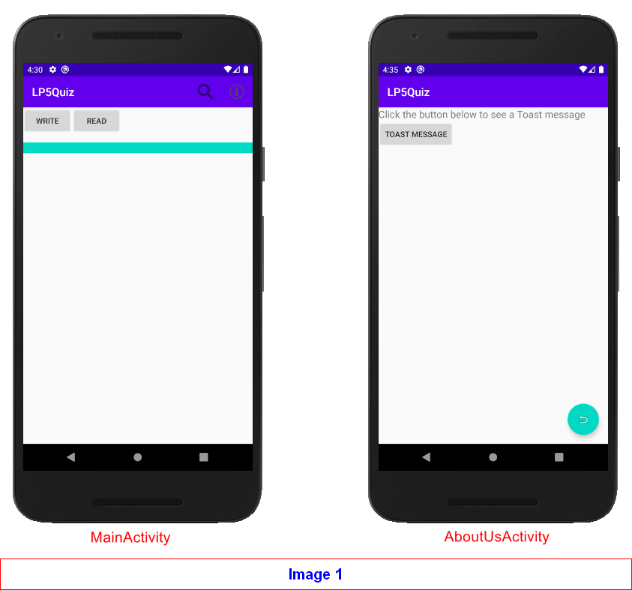 4:30
LP5Quiz
WRITE READ
MainActivity
4:35
LP5Quiz
Click the button below to see a Toast message
TOAST MESSAGE
AboutUsActivity
Image 1